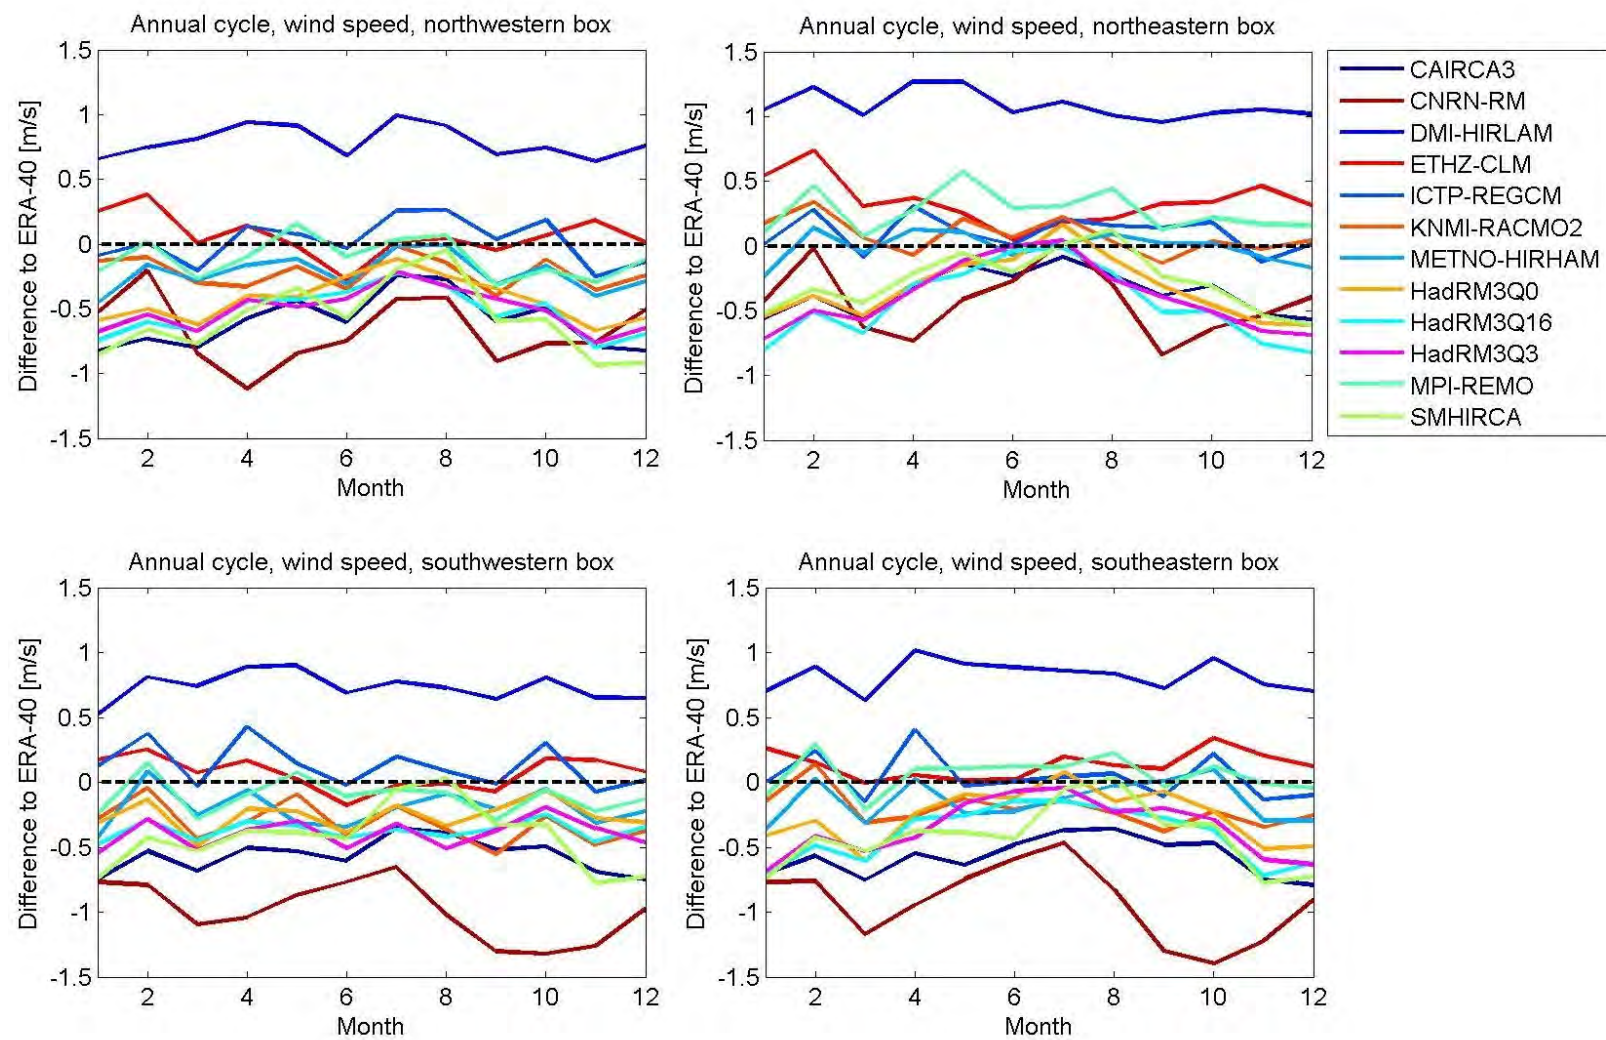 Annual cycle, wind speed, northwestern box
Difference to ERA-40 [m/s]
1.5
1
0.5
0
-0.5
-1
-1.5
2 4 6 8 10 12
Month
Annual cycle, wind speed, northeastern box
Difference to ERA-40 [m/s]
1.5
1
0.5
0
-0.5
-1
-1.5
2 4 6 8 10 12
Month
CAIRCA3
CNRN-RM
DMI-HIRLAM
ETHZ-CLM
ICTP-REGCM
KNMI-RACMO2
METNO-HIRHAM
HadRM3Q0
HadRM3Q16
HadRM3Q3
MPI-REMO
SMHIRCA
Annual cycle, wind speed, southwestern box
Difference to ERA-40 [m/s]
1.5
1
0.5
0
-0.5
-1
-1.5
2 4 6 8 10 12
Month
Annual cycle, wind speed, southeastern box
Difference to ERA-40 [m/s]
1.5
1
0.5
0
-0.5
-1
-1.5
2 4 6 8 10 12
Month